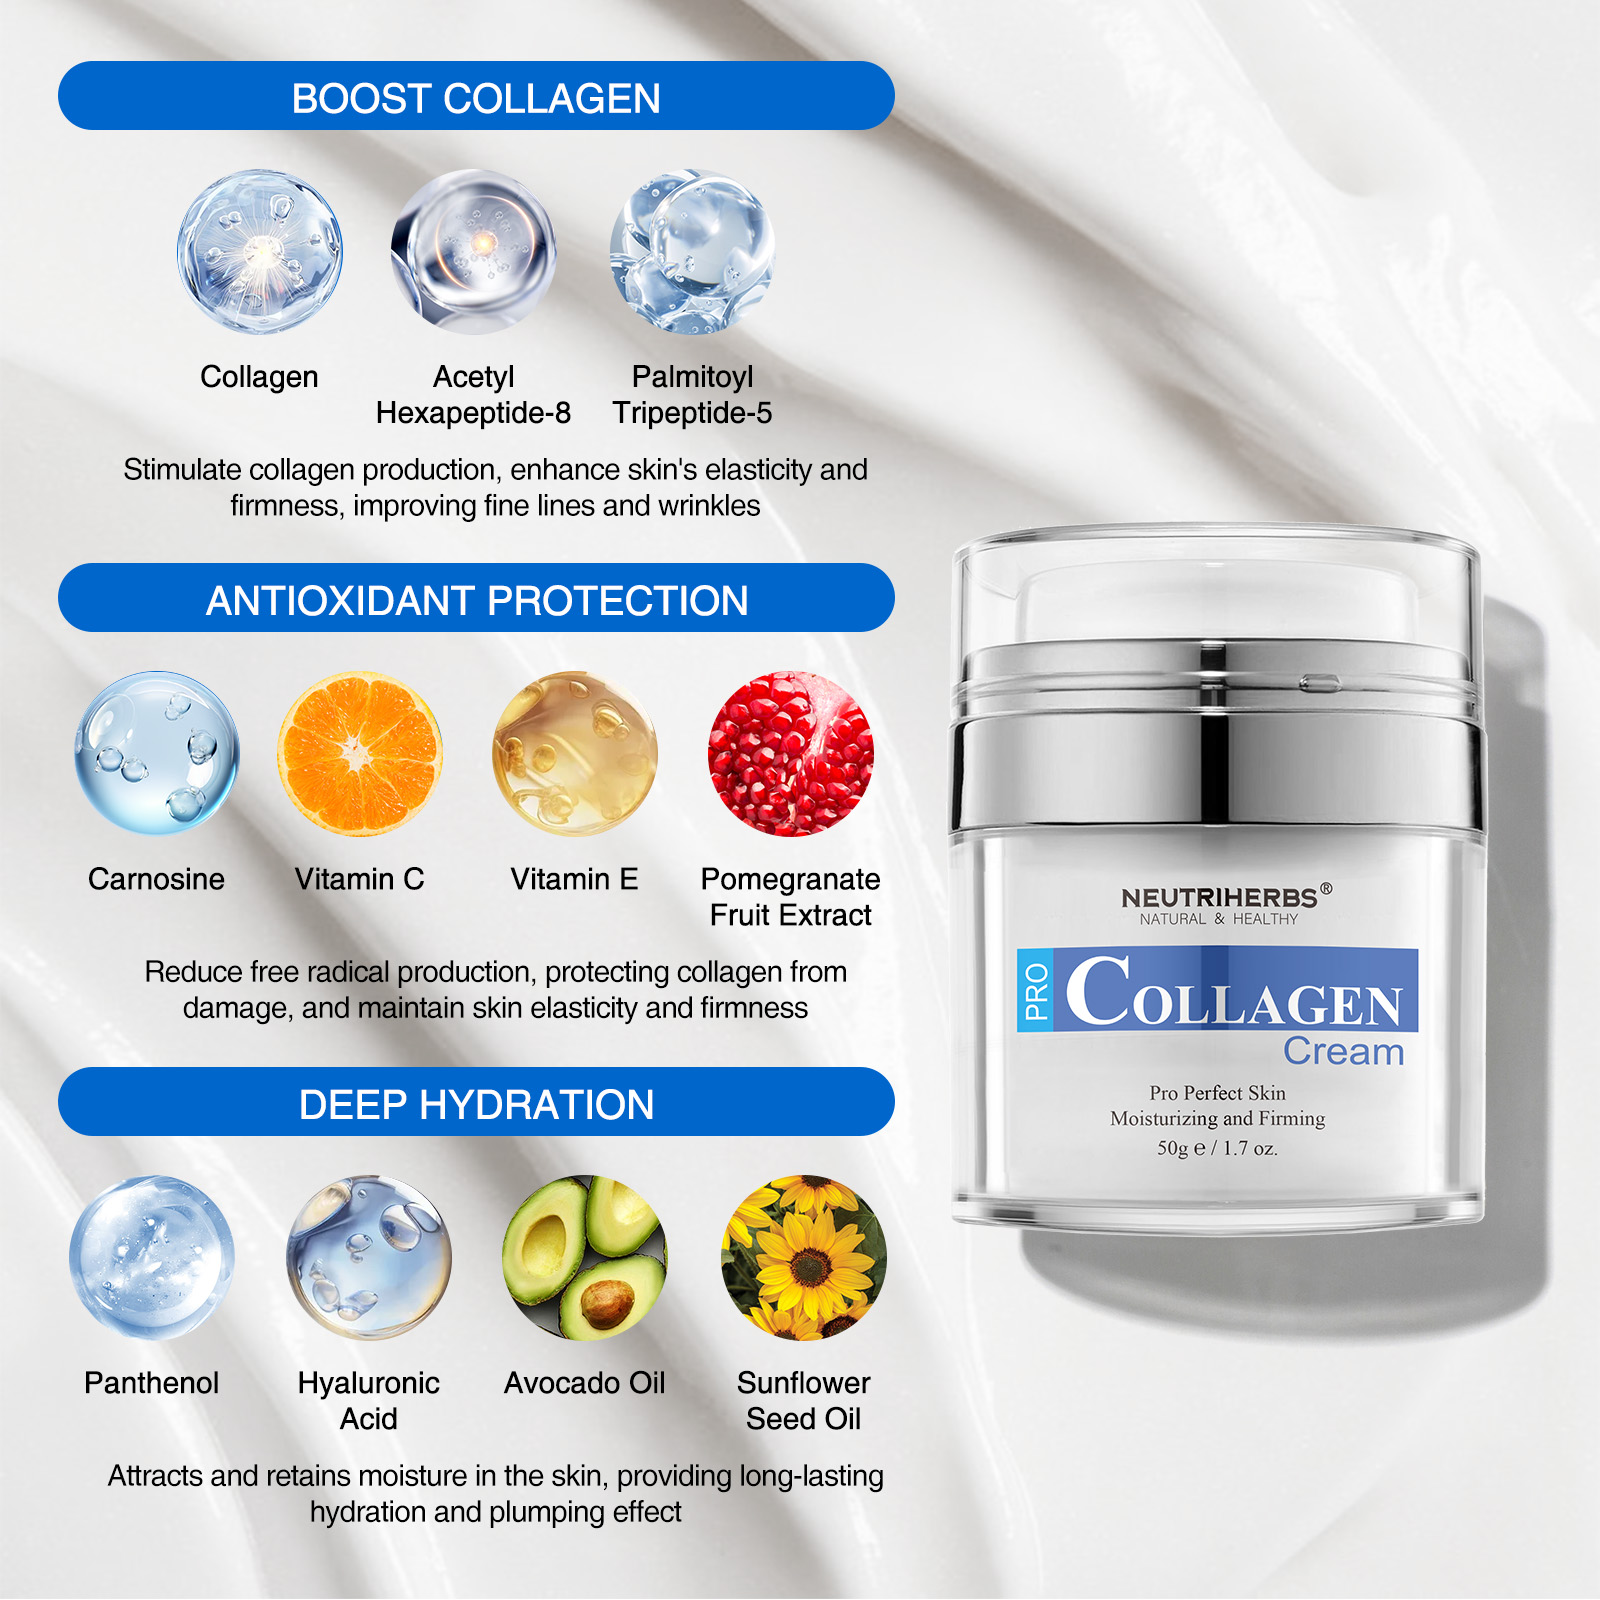 BOOST COLLAGEN
Collagen
Acetyl
Hexapeptide-8
Palmitoyl
Tripeptide-5
Stimulate collagen production, enhance skin's elasticity and
firmness, improving fine lines and wrinkles
ANTIOXIDANT PROTECTION
Carnosine
Vitamin C
Vitamin E
Pomegranate
Fruit Extract
Reduce free radical production, protecting collagen from
damage, and maintain skin elasticity and firmness
DEEP HYDRATION
Panthenol
Hyaluronic
Acid
Avocado Oil
Sunflower
Seed Oil
Attracts and retains moisture in the skin, providing long-lasting
hydration and plumping effect
NEUTRIHERBS®
NATURAL & HEALTHY
PRO
COLLAGEN
Cream
Pro Perfect Skin
Moisturizing and Firming
50g ℮ / 1.7 oz.